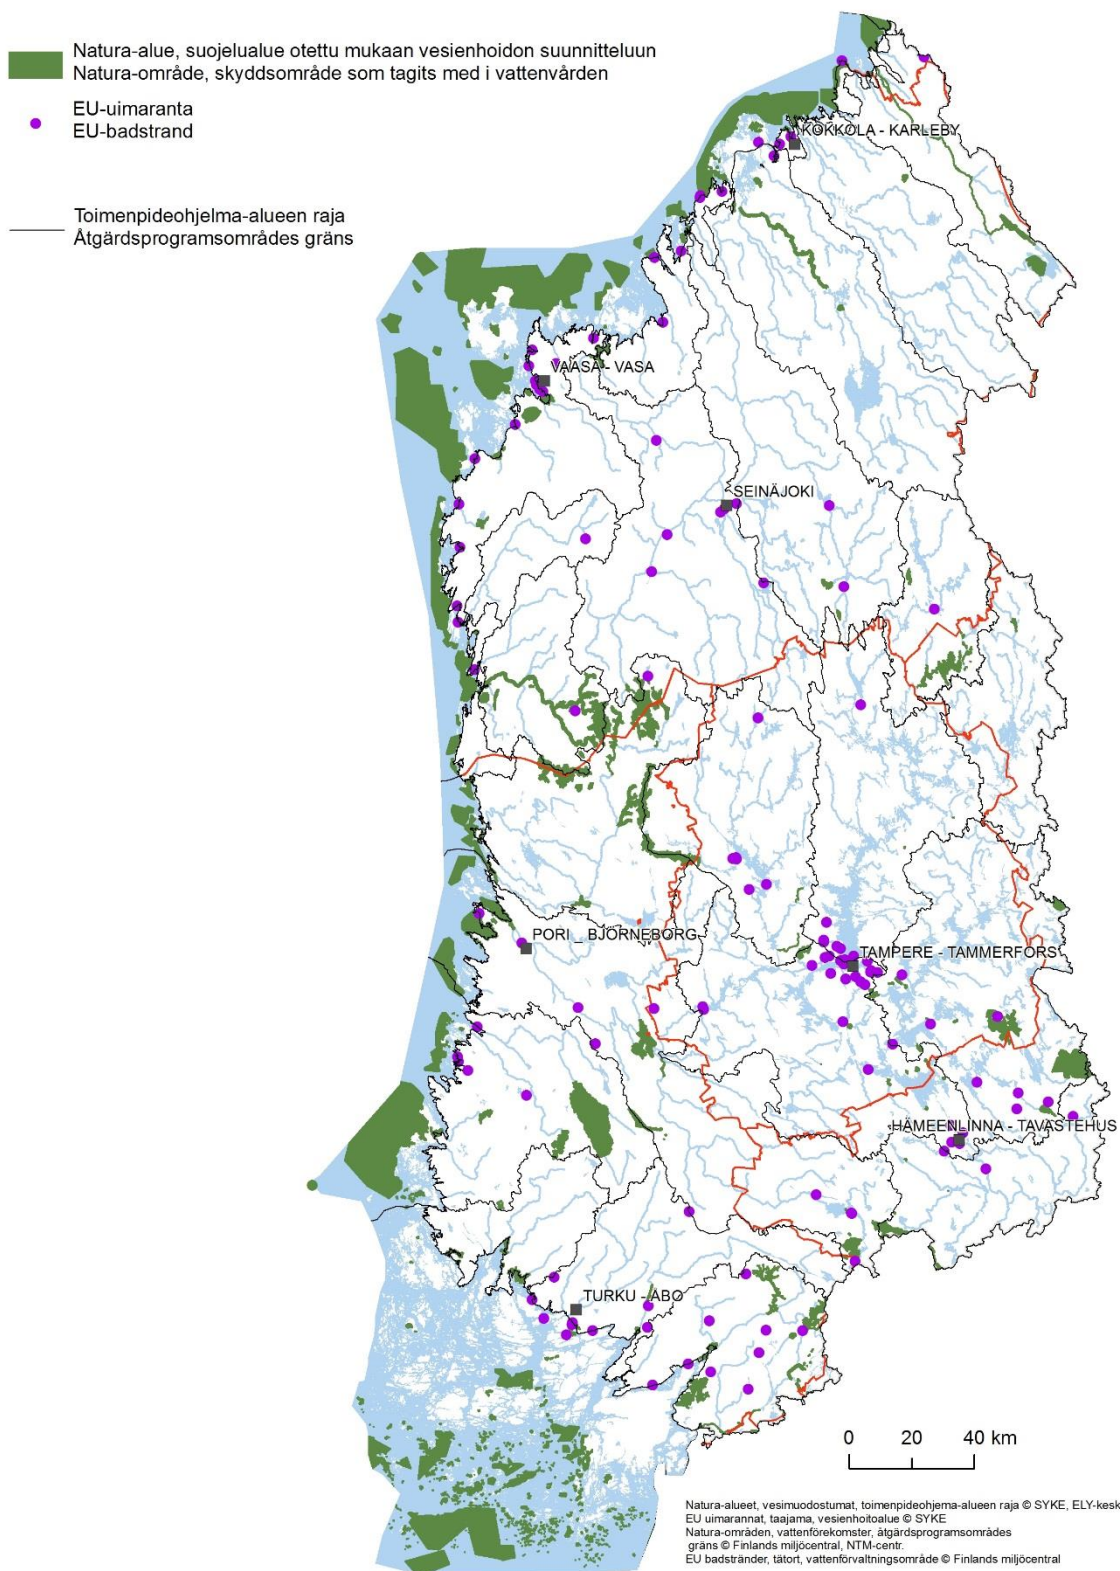 Natura-alue, suojelualue otettu mukaan vesienhoidon suunnitteluun
Natura-område, skyddsområde som tagits med i vattenvården
EU-uimaranta
EU-badstrand
Toimenpideohjelma-alueen raja
Åtgärdsprogramsområdes gräns
KOKKOLA - KARLEBY
VAASA - VASA
SEINÄJOKI
PORI _ BJÖRNEBORG
TAMPERE - TAMMERFORS
HÄMEENLINNA - TAVASTEHUS
TURKU - ÅBO
0 20 40 km
Natura-alueet, vesimuodostumat, toimenpideohjema-alueen raja © SYKE, ELY-kesk
EU uimarannat, taajama, vesienhoitoalue © SYKE
Natura-områden, vattenförekomster, åtgärdsprogramsområdes
gräns © Finlands miljöcentral, NTM-centr.
EU badstränder, tätort, vattenförvaltningsområde © Finlands miljöcentral